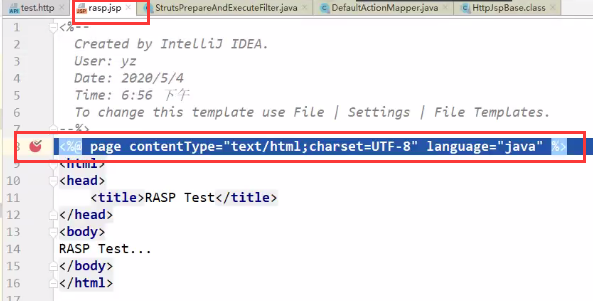 test.http rasp.jsp StrutsPrepareAndExecuteFilter.java DefaultActionMapper.java HttpJspBase.class
1 <%--
2 Created by IntelliJ IDEA.
3 User: yz
4 Date: 2020/5/4
5 Time: 6:56 下午
6 To change this template use File | Settings | File Templates.
7 --%>
8 <%@ page contentType="text/html;charset=UTF-8" language="java" %>
9 <html>
10 <head>
11 <title>RASP Test</title>
12 </head>
13 <body>
14 RASP Test...
15 </body>
16 </html>